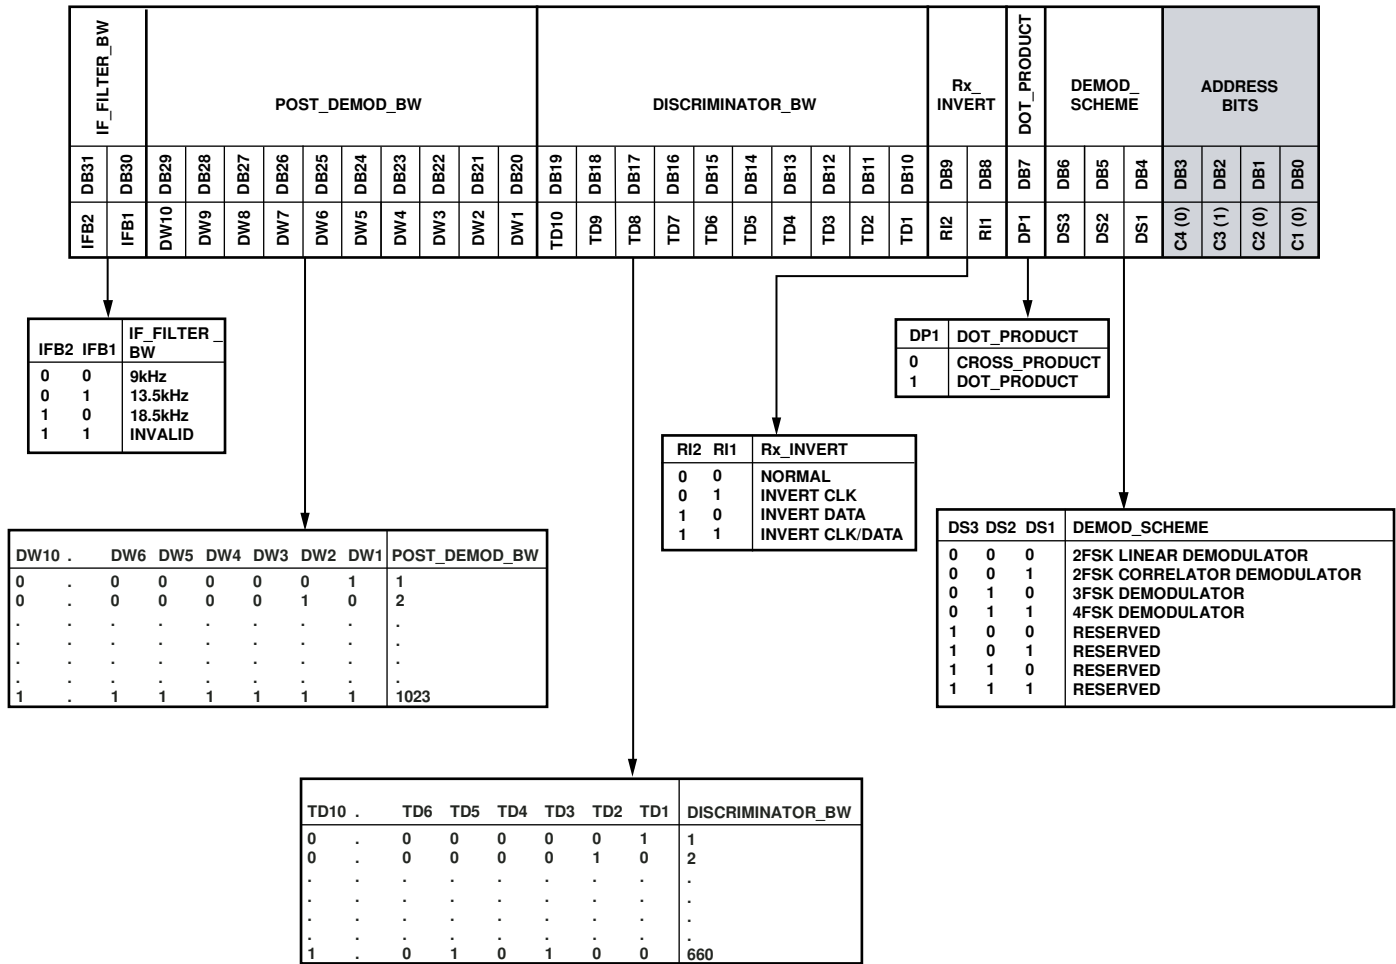 IF_FILTER_BW
POST_DEMOD_BW
DISCRIMINATOR_BW
Rx_
INVERT
DOT_PRODUCT
DEMOD_
SCHEME
ADDRESS
BITS
DB31 DB30 DB29 DB28 DB27 DB26 DB25 DB24 DB23 DB22 DB21 DB20 DB19 DB18 DB17 DB16 DB15 DB14 DB13 DB12 DB11 DB10 DB9 DB8 DB7 DB6 DB5 DB4 DB3 DB2 DB1 DB0
IFB2 IFB1 DW10 DW9 DW8 DW7 DW6 DW5 DW4 DW3 DW2 DW1 TD10 TD9 TD8 TD7 TD6 TD5 TD4 TD3 TD2 TD1 RI2 RI1 DP1 DS3 DS2 DS1 C4 (0) C3 (1) C2 (0) C1 (0)
IFB2 IFB1 IF_FILTER_
BW
0 0 9kHz
0 1 13.5kHz
1 0 18.5kHz
1 1 INVALID
DP1 DOT_PRODUCT
0 CROSS_PRODUCT
1 DOT_PRODUCT
RI2 RI1 Rx_INVERT
0 0 NORMAL
0 1 INVERT CLK
1 0 INVERT DATA
1 1 INVERT CLK/DATA
DS3 DS2 DS1 DEMOD_SCHEME
0 0 0 2FSK LINEAR DEMODULATOR
0 0 1 2FSK CORRELATOR DEMODULATOR
0 1 0 3FSK DEMODULATOR
0 1 1 4FSK DEMODULATOR
1 0 0 RESERVED
1 0 1 RESERVED
1 1 0 RESERVED
1 1 1 RESERVED
DW10 . DW6 DW5 DW4 DW3 DW2 DW1 POST_DEMOD_BW
0 . 0 0 0 0 0 1 1
0 . 0 0 0 0 1 0 2
. . . . . . . . .
. . . . . . . . .
. . . . . . . . .
. . . . . . . . .
1 . 1 1 1 1 1 1 1023
TD10 . TD6 TD5 TD4 TD3 TD2 TD1 DISCRIMINATOR_BW
0 . 0 0 0 0 0 1 1
0 . 0 0 0 0 1 0 2
. . . . . . . . .
. . . . . . . . .
. . . . . . . . .
. . . . . . . . .
1 . 0 1 0 1 0 0 660